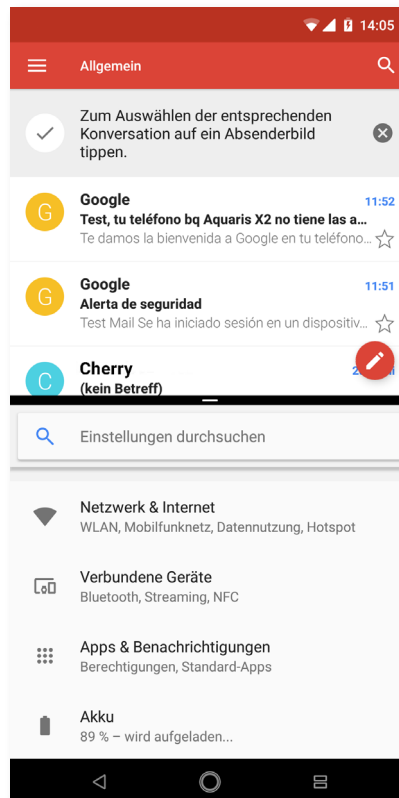 14:05
Allgemein
Zum Auswählen der entsprechenden
Konversation auf ein Absenderbild
tippen.
G
Google
11:52
Test, tu teléfono bq Aquaris X2 no tiene las a...
Te damos la bienvenida a Google en tu teléfono...
G
Google
11:51
Alerta de seguridad
Test Mail Se ha iniciado sesión en un dispositiv...
C
Cherry
(kein Betreff)
Einstellungen durchsuchen
Netzwerk & Internet
WLAN, Mobilfunknetz, Datennutzung, Hotspot
Verbundene Geräte
Bluetooth, Streaming, NFC
Apps & Benachrichtigungen
Berechtigungen, Standard-Apps
Akku
89 % – wird aufgeladen...